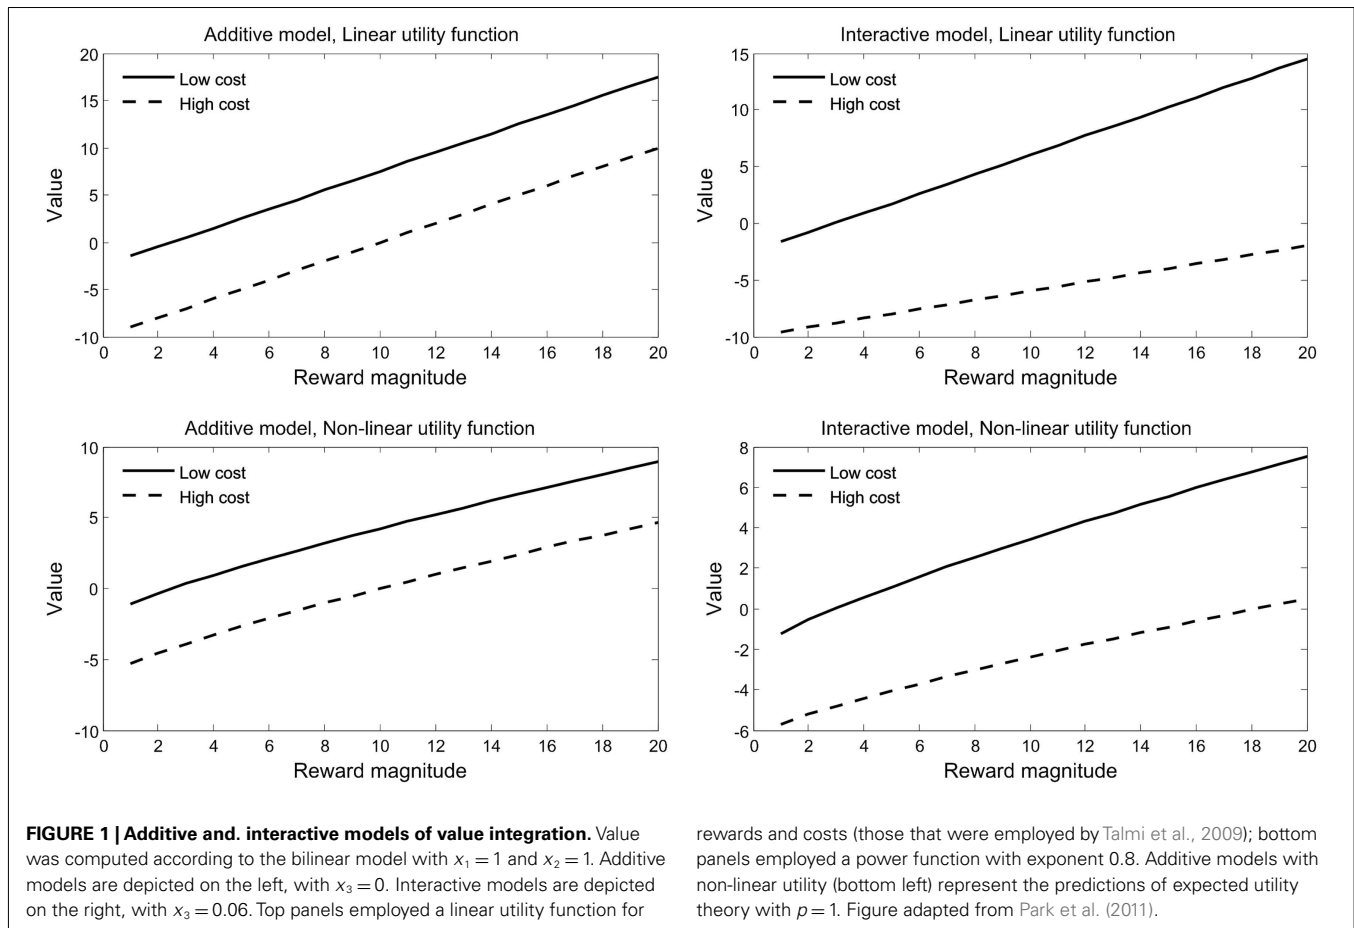 Additive model, Linear utility function
20
15
10
5
0
-5
-10
Value
Low cost
High cost
0 2 4 6 8 10 12 14 16 18 20
Reward magnitude
Interactive model, Linear utility function
15
10
5
0
-5
-10
Value
Low cost
High cost
0 2 4 6 8 10 12 14 16 18 20
Reward magnitude
Additive model, Non-linear utility function
10
5
0
-5
-10
Value
Low cost
High cost
0 2 4 6 8 10 12 14 16 18 20
Reward magnitude
Interactive model, Non-linear utility function
8
6
4
2
0
-2
-4
-6
Value
Low cost
High cost
0 2 4 6 8 10 12 14 16 18 20
Reward magnitude
FIGURE 1 | Additive and. interactive models of value integration. Value
was computed according to the bilinear model with x₁ = 1 and x₂ = 1. Additive
models are depicted on the left, with x₃ = 0. Interactive models are depicted
on the right, with x₃ = 0.06. Top panels employed a linear utility function for
rewards and costs (those that were employed by Talmi et al., 2009); bottom
panels employed a power function with exponent 0.8. Additive models with
non-linear utility (bottom left) represent the predictions of expected utility
theory with p = 1. Figure adapted from Park et al. (2011).